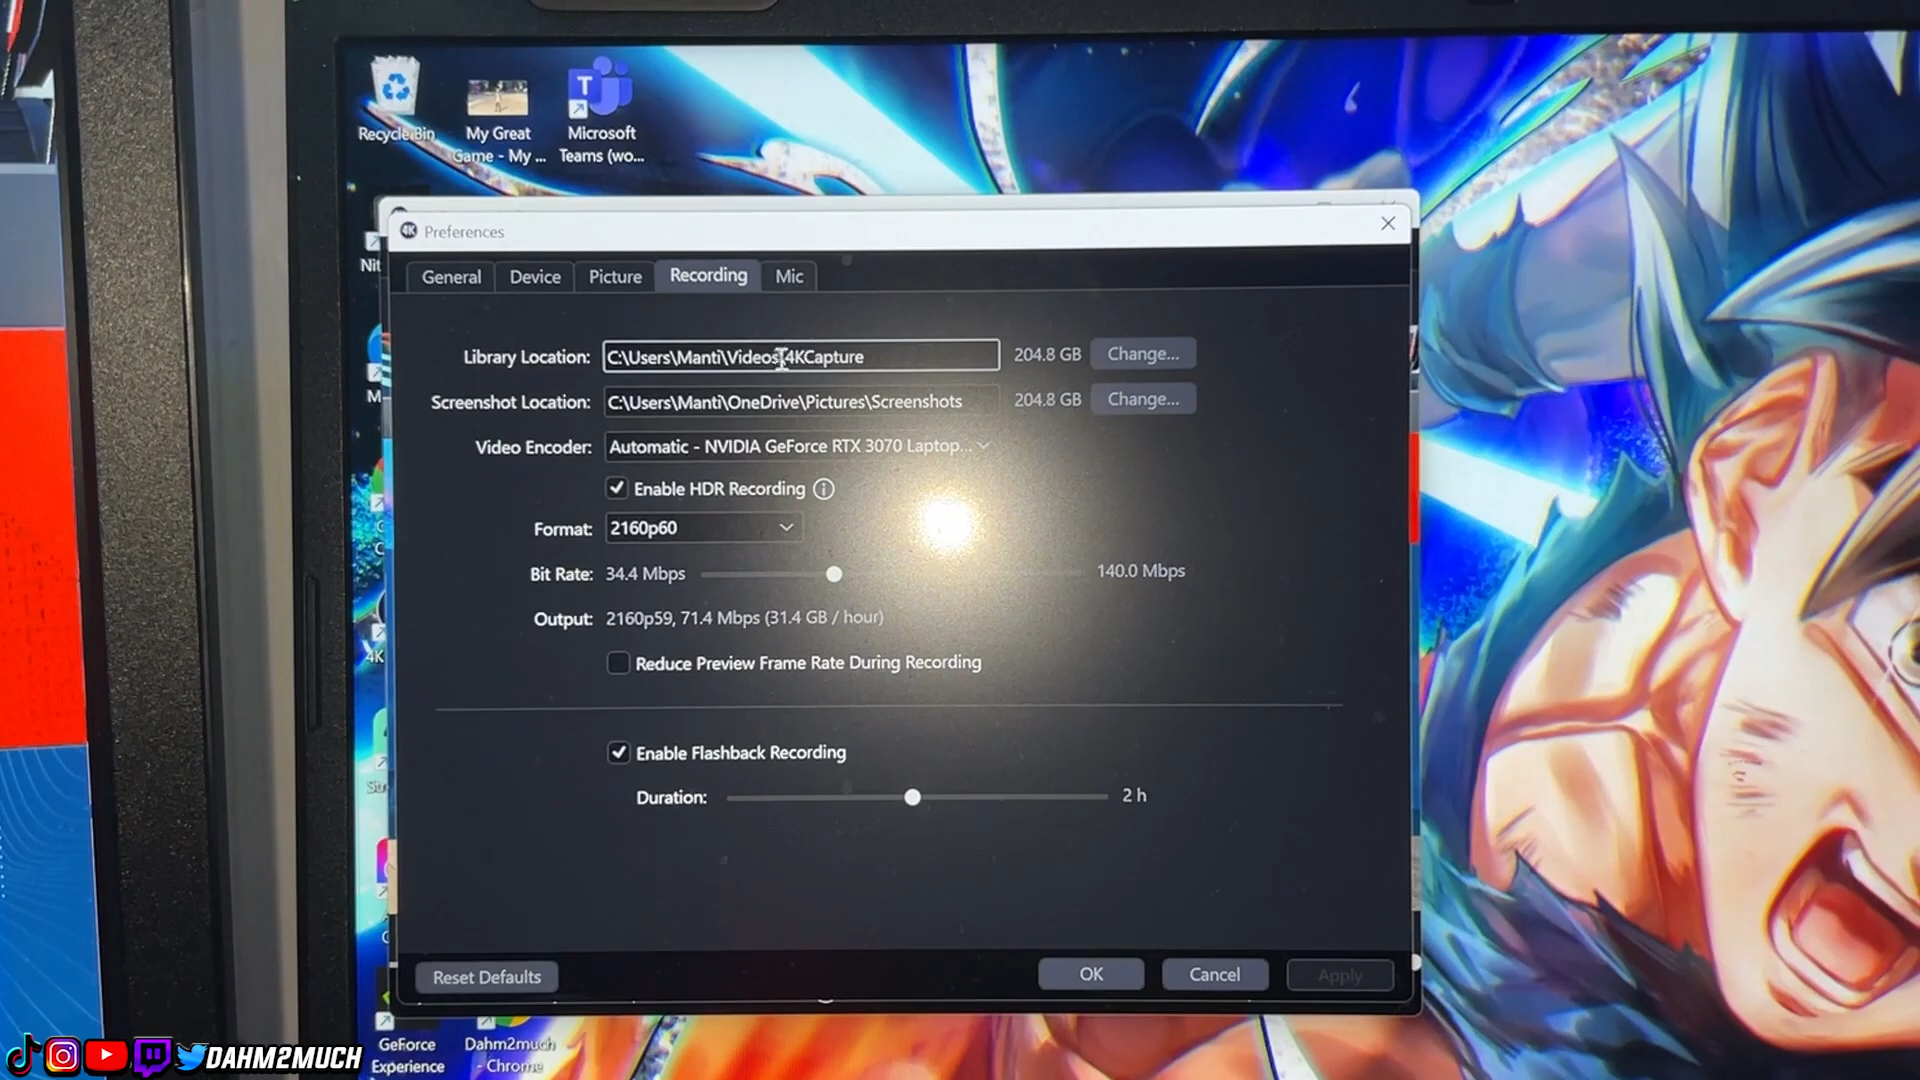 Recycle Bin
My Great
Game - My ...
Microsoft
Teams (wo...
Nit
Preferences
General
Device
Picture
Recording
Mic
Library Location: C:\Users\Manti\Videos\4KCapture 204.8 GB Change...
Screenshot Location: C:\Users\Manti\OneDrive\Pictures\Screenshots 204.8 GB Change...
Video Encoder: Automatic - NVIDIA GeForce RTX 3070 Laptop...
Enable HDR Recording
Format: 2160p60
Bit Rate: 34.4 Mbps 140.0 Mbps
Output: 2160p59, 71.4 Mbps (31.4 GB / hour)
Reduce Preview Frame Rate During Recording
Enable Flashback Recording
Duration: 2 h
4K
Reset Defaults
OK
Cancel
Apply
GeForce
Experience
Dahm2much
- Chrome
DAHM2MUCH